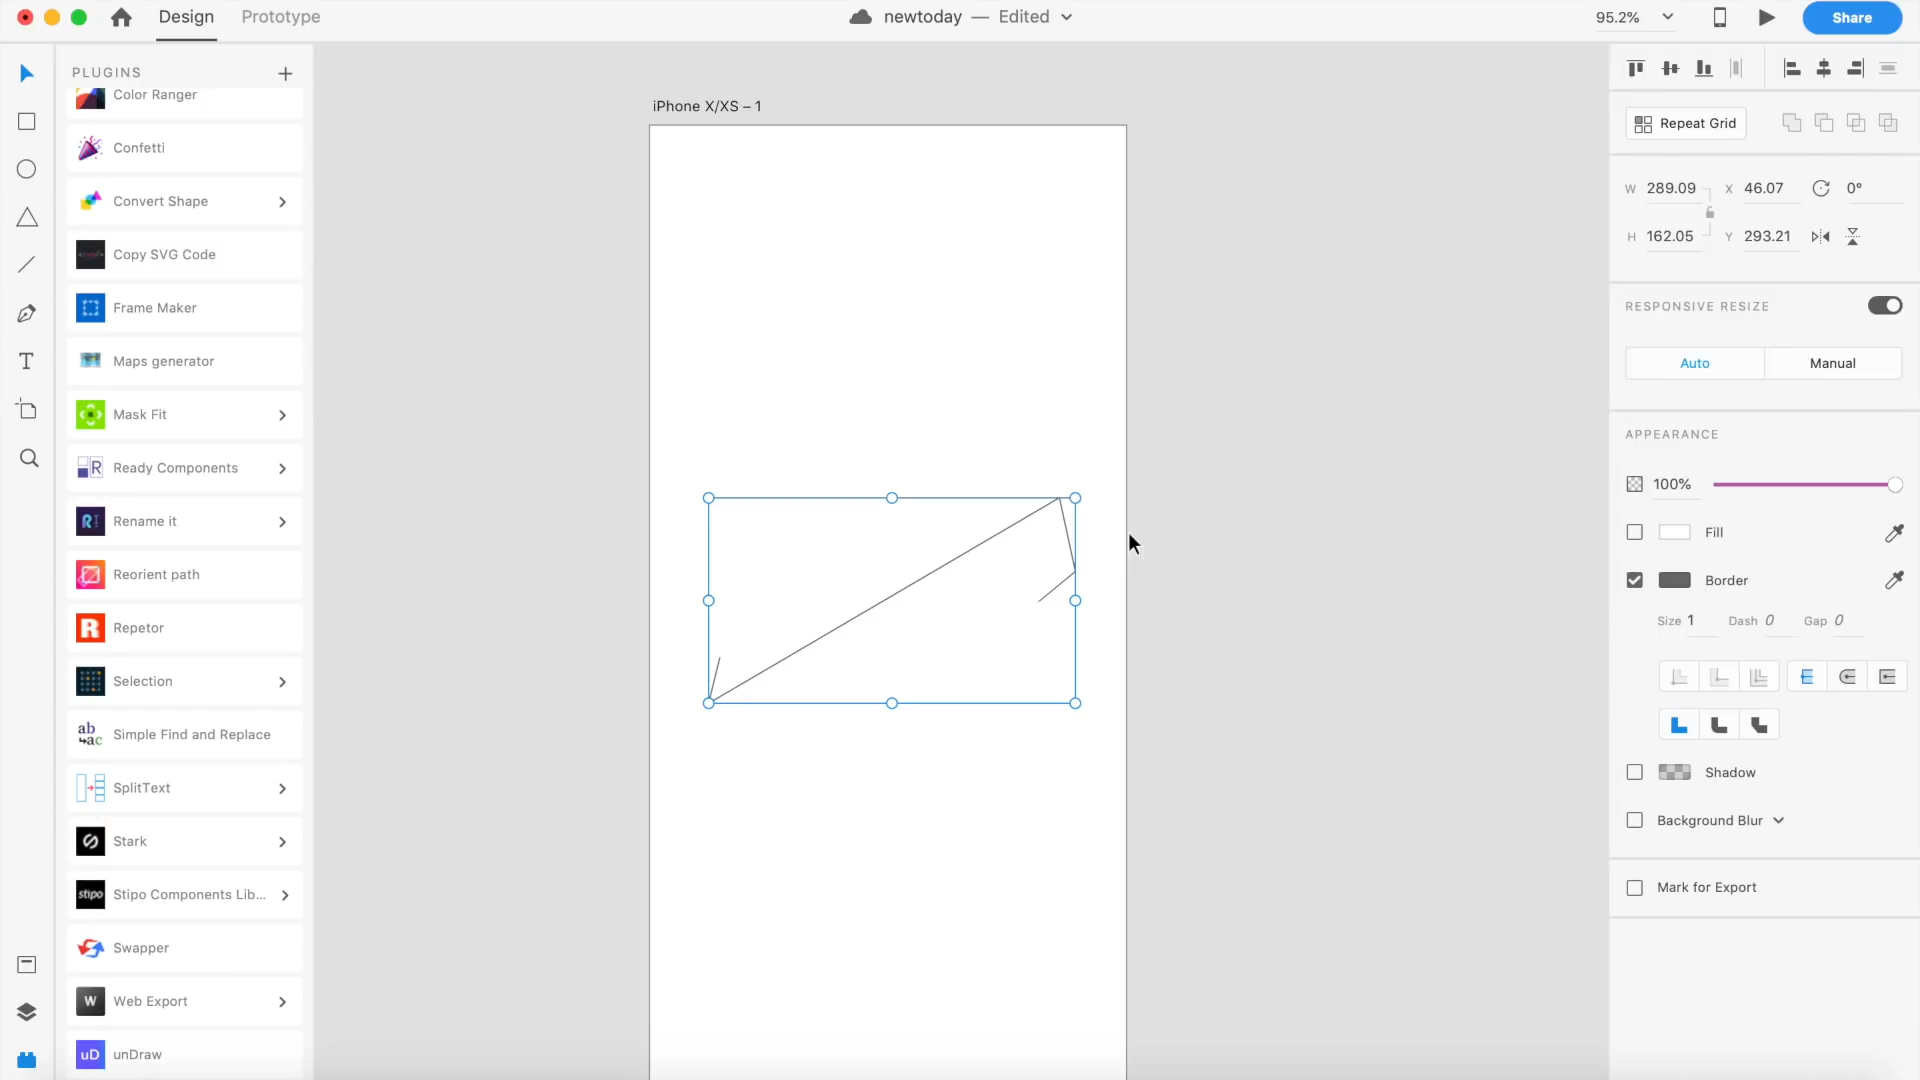 Design
Prototype
newtoday — Edited
95.2%
Share
PLUGINS
Color Ranger
Confetti
Convert Shape
Copy SVG Code
Frame Maker
Maps generator
Mask Fit
R
Ready Components
Rename it
Reorient path
R
Repetor
Selection
ab
ac
Simple Find and Replace
SplitText
Stark
stipo
Stipo Components Lib...
Swapper
W
Web Export
uD
unDraw
T
iPhone X/XS – 1
Repeat Grid
W 289.09
X 46.07
0°
H 162.05
Y 293.21
RESPONSIVE RESIZE
Auto
Manual
APPEARANCE
100%
Fill
Border
Size 1
Dash 0
Gap 0
Shadow
Background Blur
Mark for Export